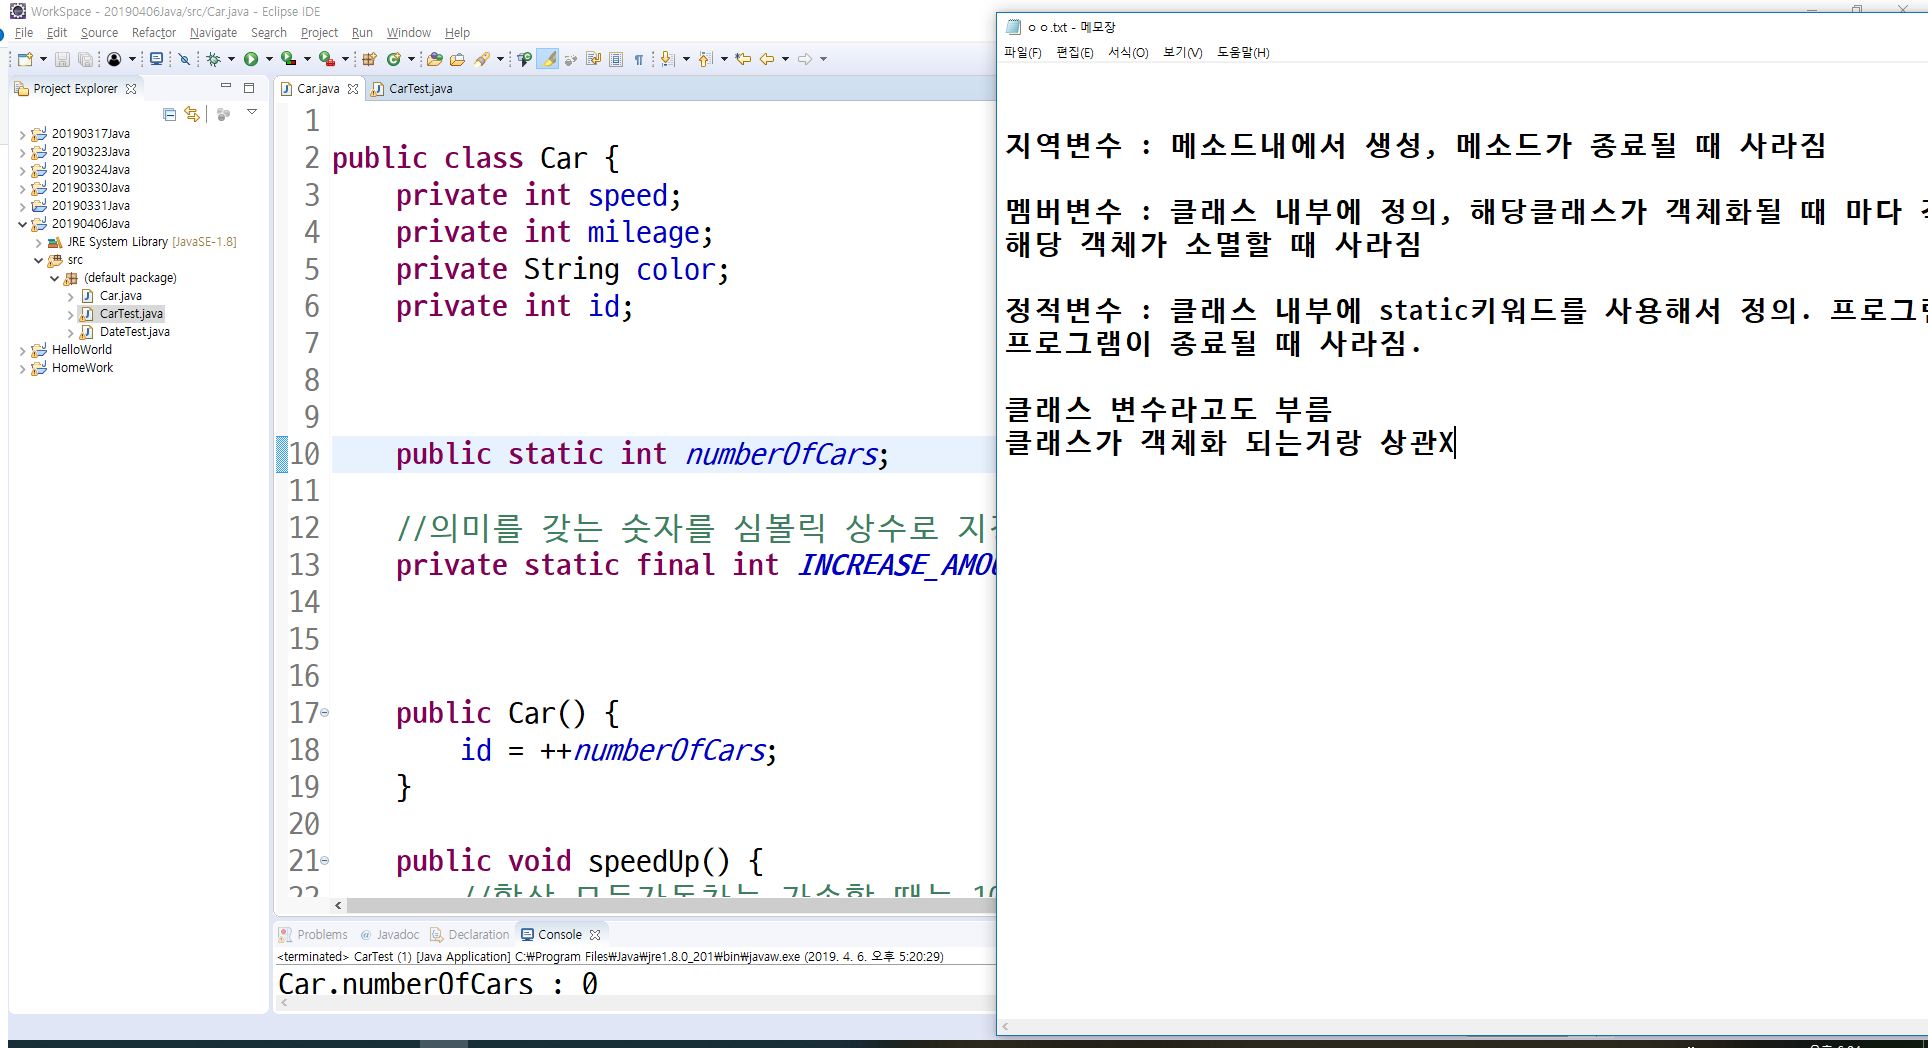 WorkSpace - 20190406Java/src/Car.java - Eclipse IDE
File Edit Source Refactor Navigate Search Project Run Window Help
Project Explorer
20190317Java
20190323Java
20190324Java
20190330Java
20190331Java
20190406Java
JRE System Library [JavaSE-1.8]
src
(default package)
Car.java
CarTest.java
DateTest.java
HelloWorld
HomeWork
Car.java CarTest.java
1
2 public class Car {
3 private int speed;
4 private int mileage;
5 private String color;
6 private int id;
7
8
9
10 public static int numberOfCars;
11
12 //의미를 갖는 숫자를 심볼릭 상수로
13 private static final int
14
15
16
17 public Car() {
18 id = ++numberOfCars;
19 }
20
21 public void speedUp() {
22
Problems @ Javadoc Declaration Console
<terminated> CarTest (1) [Java Application] C:₩Program Files₩Java₩jre1.8.0_201₩bin₩javaw.exe (2019. 4. 6. 오후 5:20:29)
Car.numberOfCars : 0
ㅇㅇ.txt - 메모장
파일(F) 편집(E) 서식(O) 보기(V) 도움말(H)
지역변수 : 메소드내에서 생성, 메소드가 종료될 때 사라짐
멤버변수 : 클래스 내부에 정의, 해당클래스가 객체화될 때 마다
해당 객체가 소멸할 때 사라짐
정적변수 : 클래스 내부에 static키워드를 사용해서 정의.
프로그램이 종료될 때 사라짐.
클래스 변수라고도 부름
클래스가 객체화 되는거랑 상관X